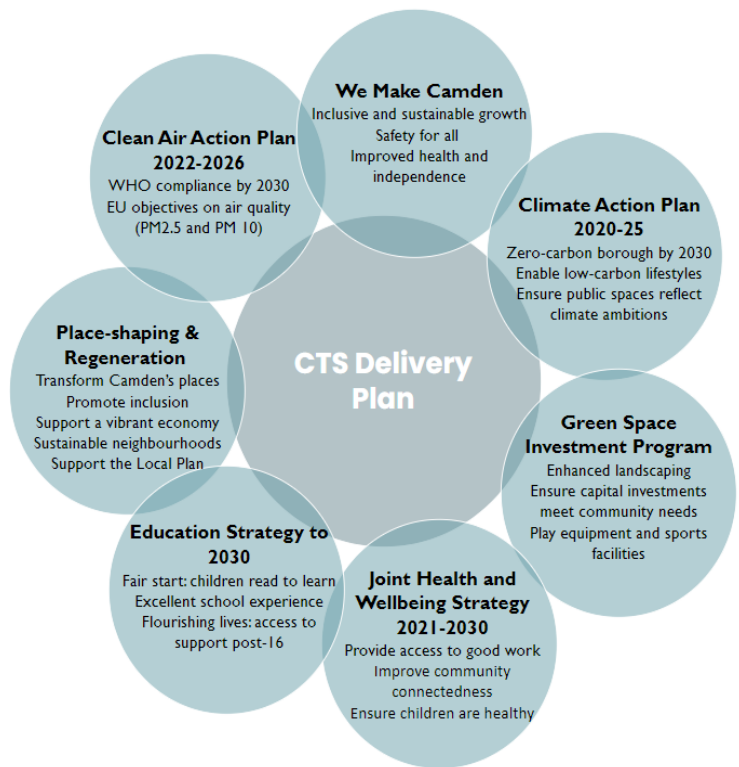 We Make Camden
Inclusive and sustainable growth
Safety for all
Improved health and
independence
Clean Air Action Plan
2022-2026
WHO compliance by 2030
EU objectives on air quality
(PM2.5 and PM 10)
Climate Action Plan
2020-25
Zero-carbon borough by 2030
Enable low-carbon lifestyles
Ensure public spaces reflect
climate ambitions
Place-shaping &
Regeneration
Transform Camden's places
Promote inclusion
Support a vibrant economy
Sustainable neighbourhoods
Support the Local Plan
CTS Delivery
Plan
Green Space
Investment Program
Enhanced landscaping
Ensure capital investments
meet community needs
Play equipment and sports
facilities
Education Strategy to
2030
Fair start: children read to learn
Excellent school experience
Flourishing lives: access to
support post-16
Joint Health and
Wellbeing Strategy
2021-2030
Provide access to good work
Improve community
connectedness
Ensure children are healthy